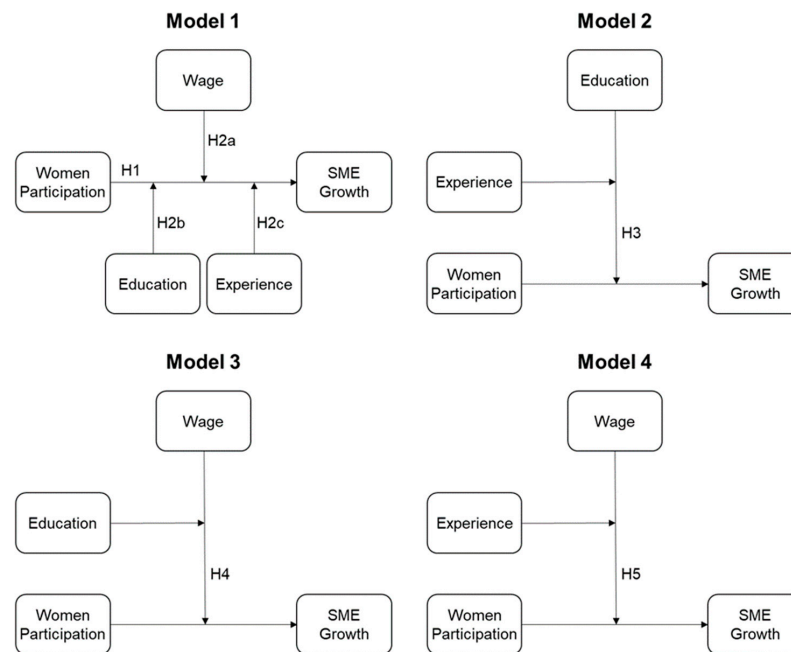 Model 1
Wage
H2a
Women
Participation
H1
SME
Growth
H2b
H2c
Education
Experience
Model 2
Education
Experience
H3
Women
Participation
SME
Growth
Model 3
Wage
Education
H4
Women
Participation
SME
Growth
Model 4
Wage
Experience
H5
Women
Participation
SME
Growth